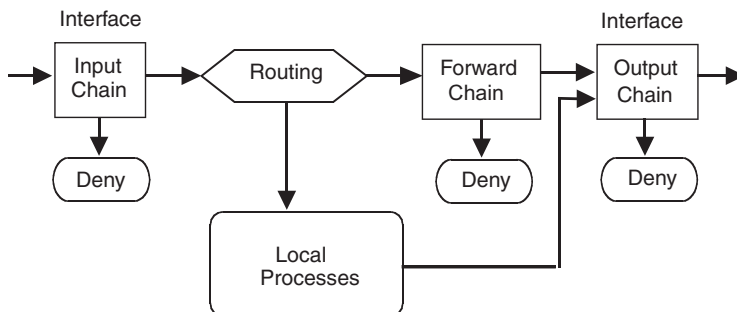 Interface
Interface
Input
Chain
Routing
Forward
Chain
Output
Chain
Deny
Deny
Deny
Local
Processes